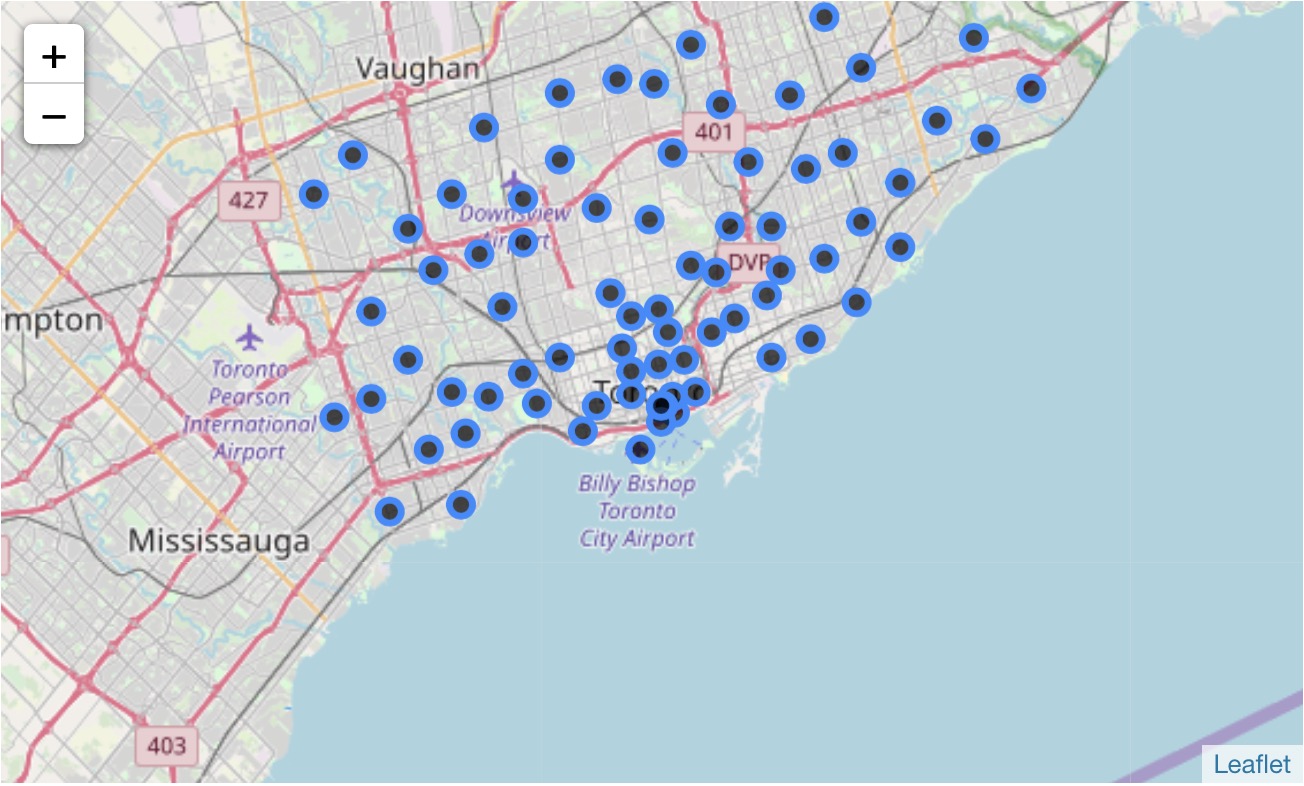 +
−
Vaughan
401
427
Downsview
Airport
DVP
mpton
Toronto
Pearson
International
Airport
Toronto
Billy Bishop
Toronto
City Airport
Mississauga
403
Leaflet